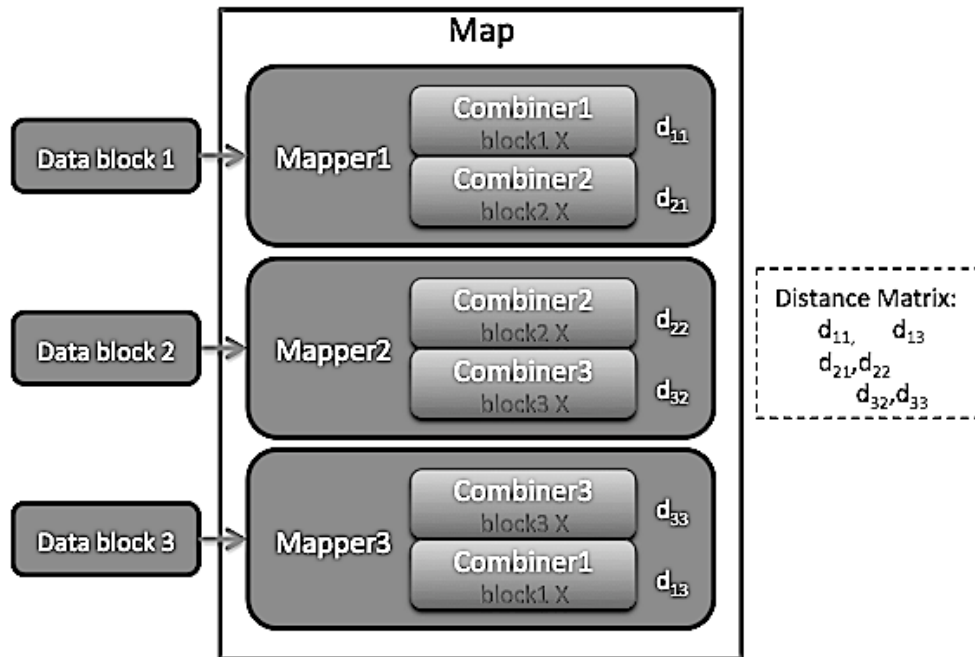 Map
Data block 1
Mapper1
Combiner1
block1 X
d11
Combiner2
block2 X
d21
Data block 2
Mapper2
Combiner2
block2 X
d22
Combiner3
block3 X
d32
Data block 3
Mapper3
Combiner3
block3 X
d33
Combiner1
block1 X
d13
Distance Matrix:
d11, d13
d21,d22
d32,d33